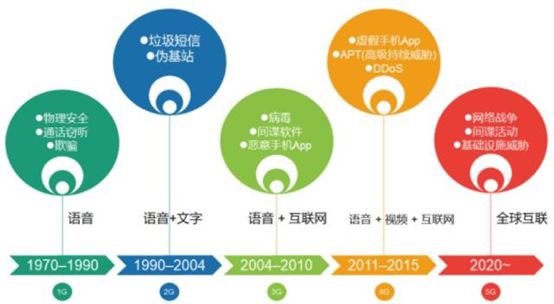 ●物理安全
●通话窃听
●欺骗
语音
1970–1990
1G
●垃圾短信
●伪基站
语音+文字
1990–2004
2G
●病毒
●间谍软件
●恶意手机App
语音 + 互联网
2004–2010
3G
●虚假手机App
●APT(高级持续威胁)
●DDoS
语音 + 视频 + 互联网
2011–2015
4G
●网络战争
●间谍活动
●基础设施威胁
全球互联
2020~
5G